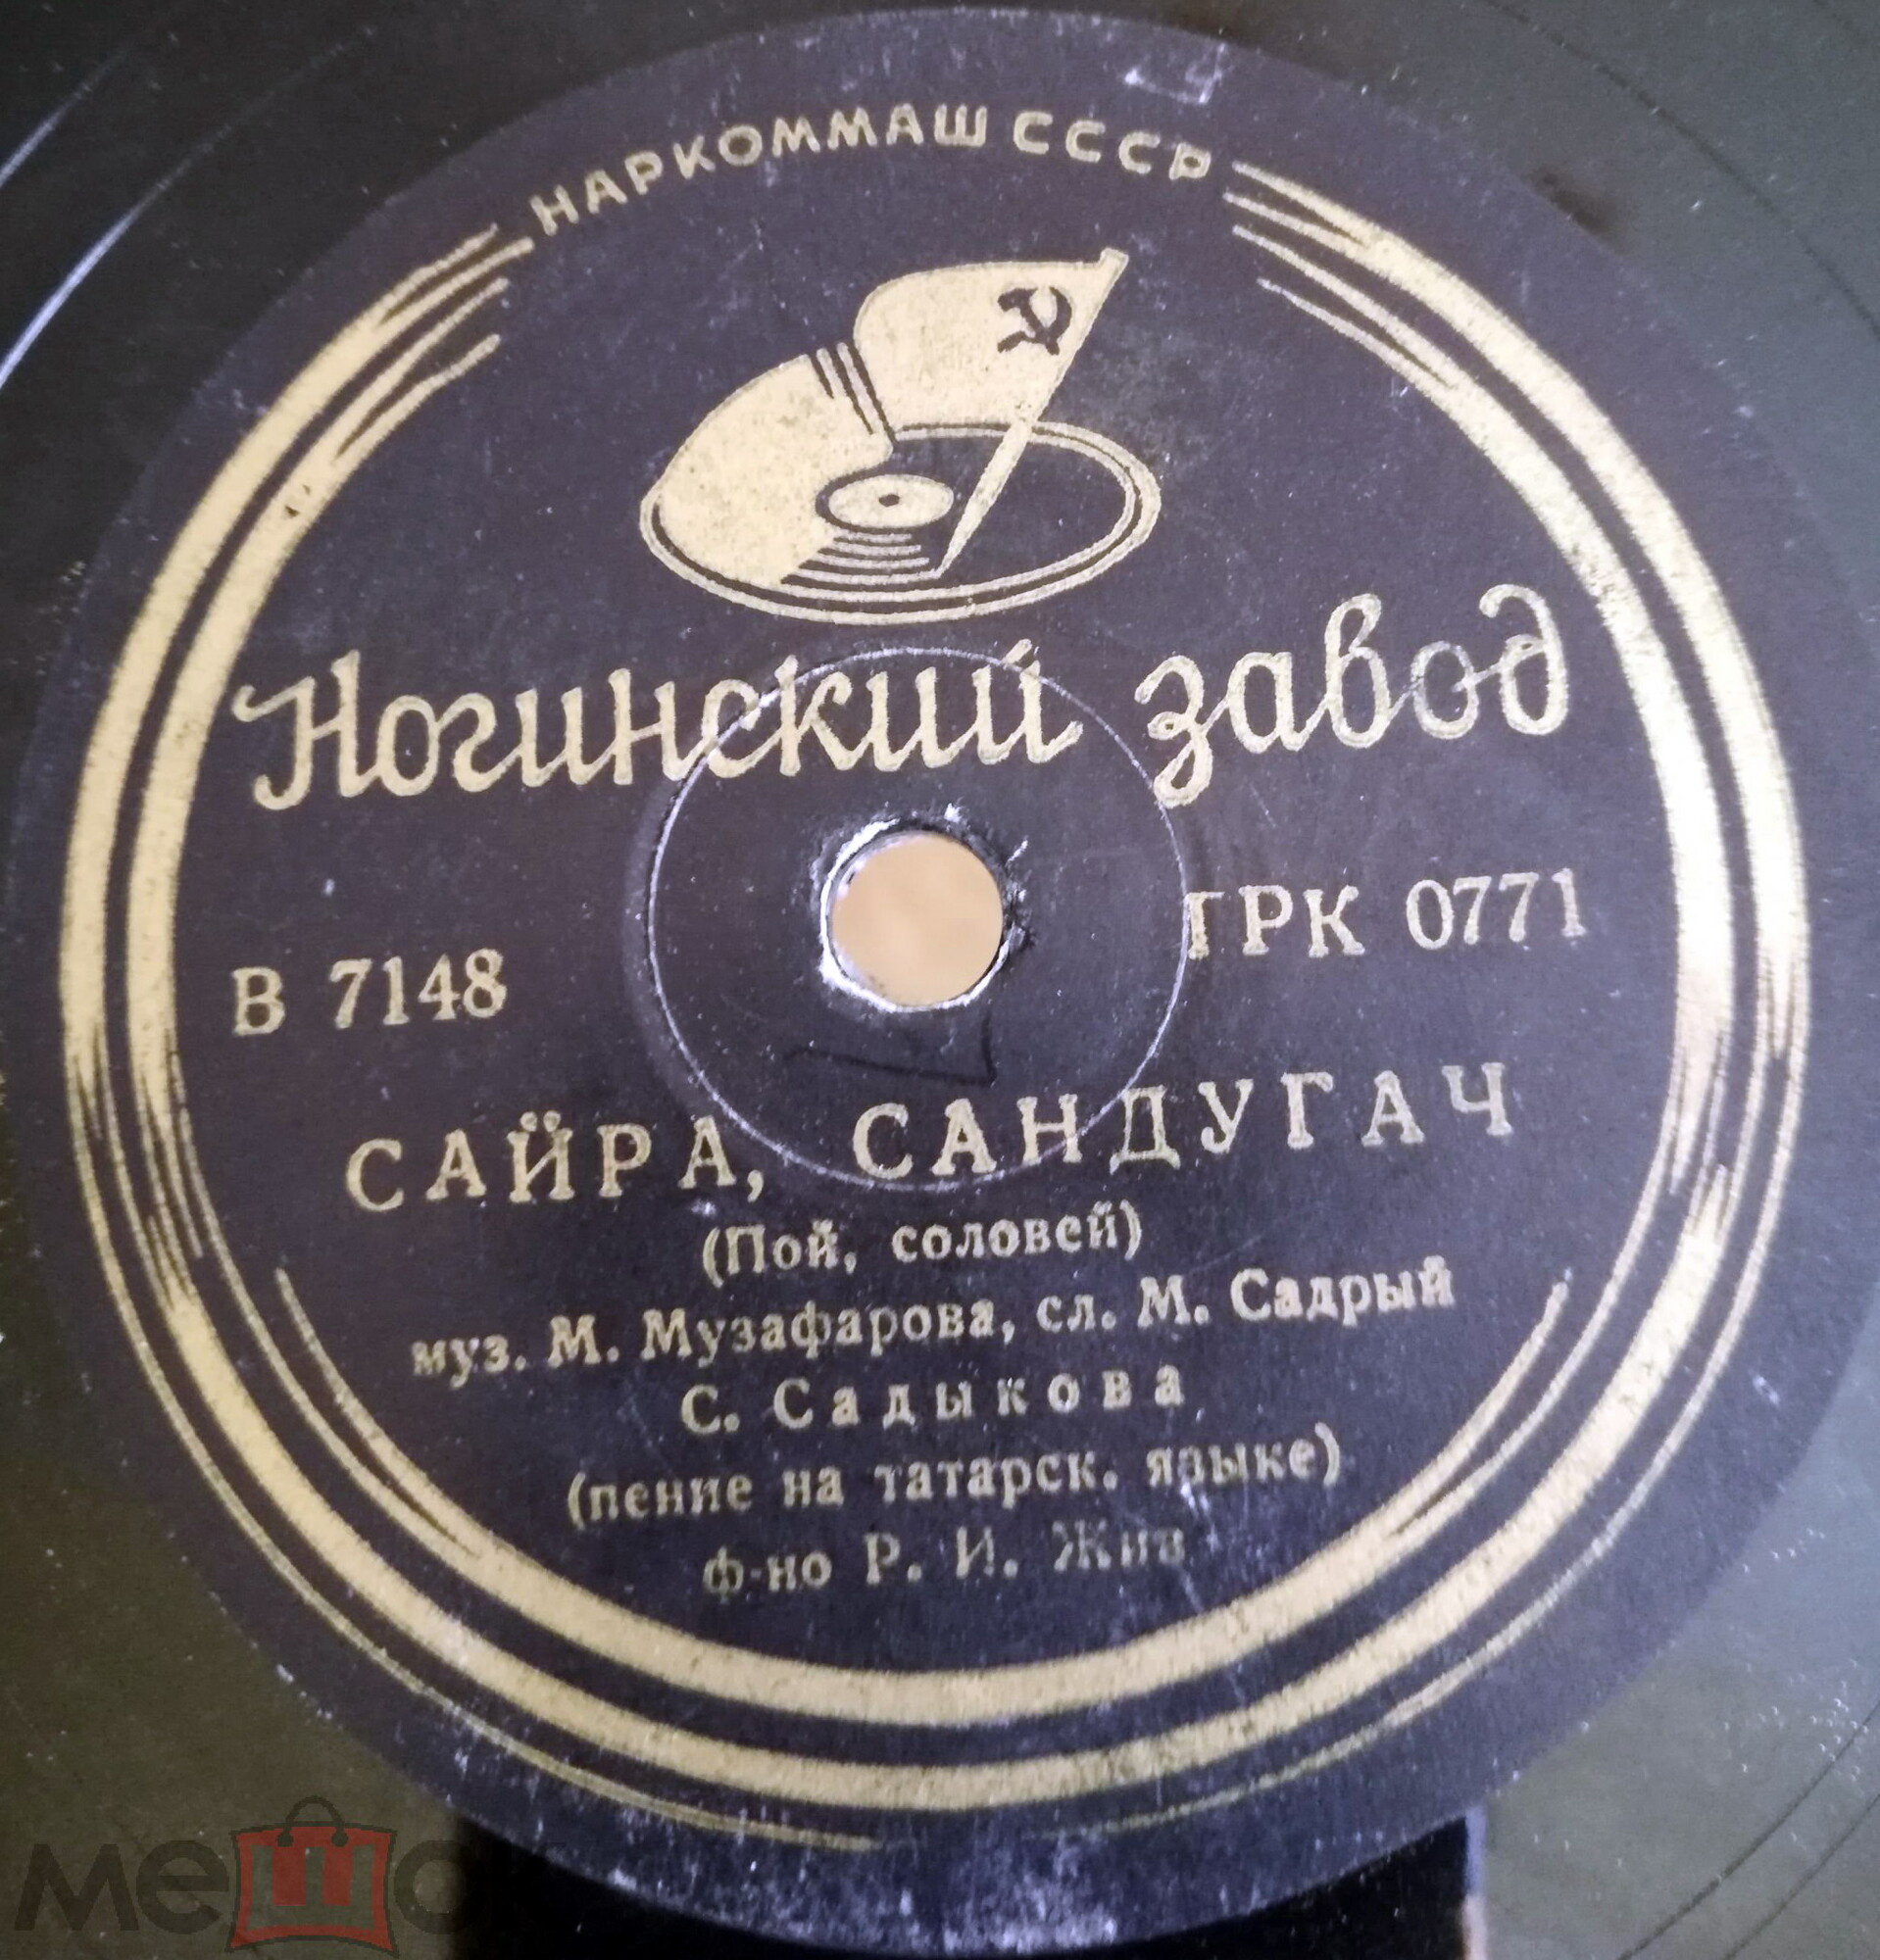 НАРКОММАШ СССР
Ногинский завод
В 7148 ГРК 0771
САЙРА, САНДУГАЧ
(Пой, соловей)
муз. М. Музафарова, сл. М. Садрый
С. Садыкова
(пение на татарск. языке)
ф-но Р. И. Жив
мешок